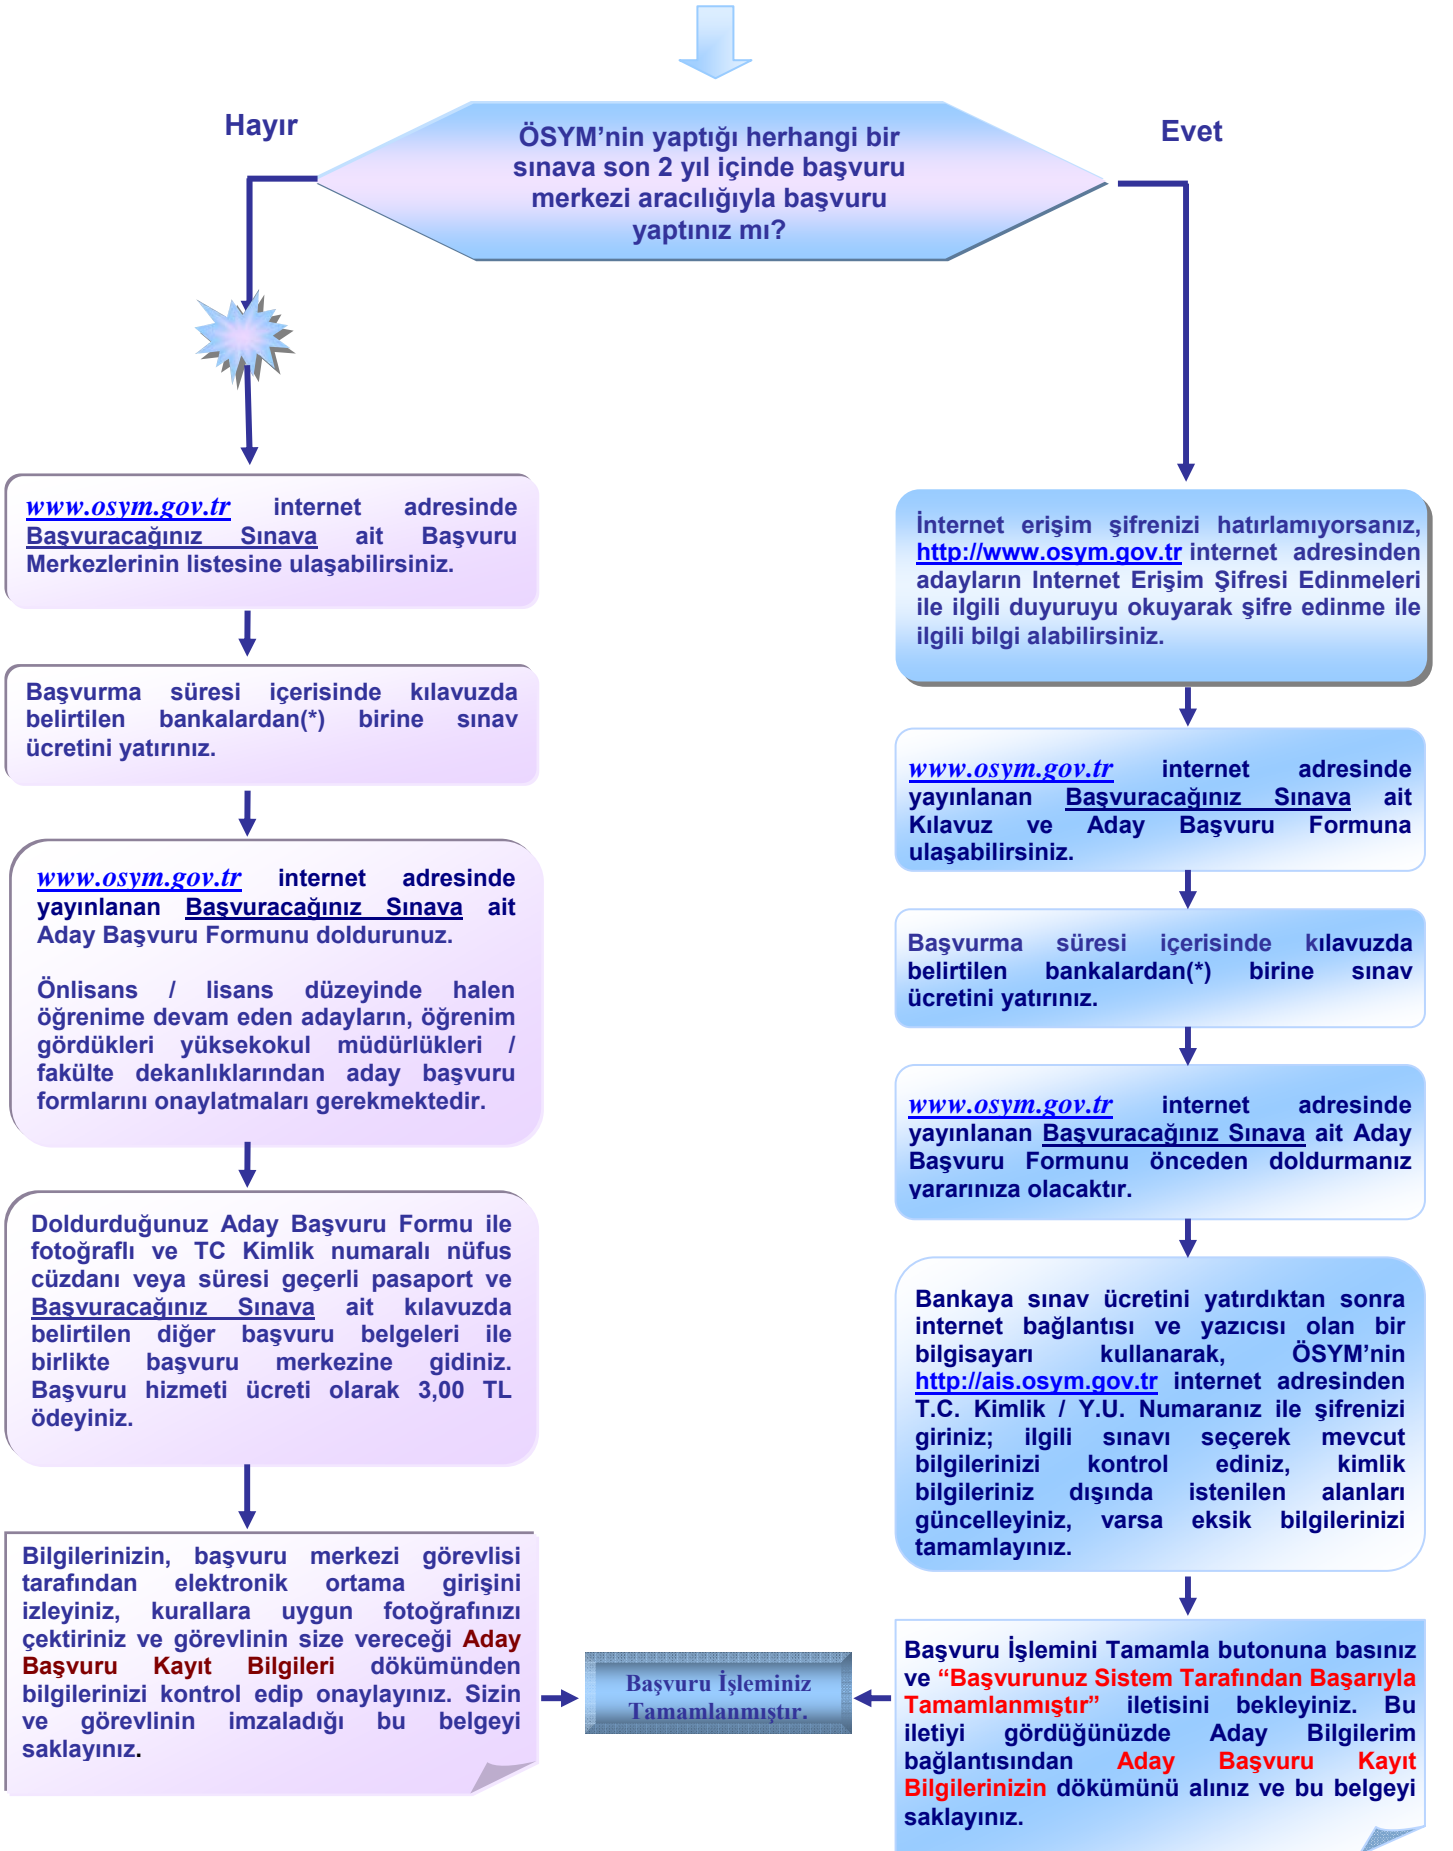 Hayır
Evet
ÖSYM’nin yaptığı herhangi bir
sınava son 2 yıl içinde başvuru
merkezi aracılığıyla başvuru
yaptınız mı?
www.osym.gov.tr internet adresinde
Başvuracağınız Sınava ait Başvuru
Merkezlerinin listesine ulaşabilirsiniz.
Başvurma süresi içerisinde kılavuzda
belirtilen bankalardan(*) birine sınav
ücretini yatırınız.
www.osym.gov.tr internet adresinde
yayınlanan Başvuracağınız Sınava ait
Aday Başvuru Formunu doldurunuz.
Önlisans / lisans düzeyinde halen
öğrenime devam eden adayların, öğrenim
gördükleri yüksekokul müdürlükleri /
fakülte dekanlıklarından aday başvuru
formlarını onaylatmaları gerekmektedir.
Doldurduğunuz Aday Başvuru Formu ile
fotoğraflı ve TC Kimlik numaralı nüfus
cüzdanı veya süresi geçerli pasaport ve
Başvuracağınız Sınava ait kılavuzda
belirtilen diğer başvuru belgeleri ile
birlikte başvuru merkezine gidiniz.
Başvuru hizmeti ücreti olarak 3,00 TL
ödeyiniz.
Bilgilerinizin, başvuru merkezi görevlisi
tarafından elektronik ortama girişini
izleyiniz, kurallara uygun fotoğrafınızı
çektiriniz ve görevlinin size vereceği Aday
Başvuru Kayıt Bilgileri dökümünden
bilgilerinizi kontrol edip onaylayınız. Sizin
ve görevlinin imzaladığı bu belgeyi
saklayınız.
Başvuru İşleminiz
Tamamlanmıştır.
İnternet erişim şifrenizi hatırlamıyorsanız,
http://www.osym.gov.tr internet adresinden
adayların Internet Erişim Şifresi Edinmeleri
ile ilgili duyuruyu okuyarak şifre edinme ile
ilgili bilgi alabilirsiniz.
www.osym.gov.tr internet adresinde
yayınlanan Başvuracağınız Sınava ait
Kılavuz ve Aday Başvuru Formuna
ulaşabilirsiniz.
Başvurma süresi içerisinde kılavuzda
belirtilen bankalardan(*) birine sınav
ücretini yatırınız.
www.osym.gov.tr internet adresinde
yayınlanan Başvuracağınız Sınava ait Aday
Başvuru Formunu önceden doldurmanız
yararınıza olacaktır.
Bankaya sınav ücretini yatırdıktan sonra
internet bağlantısı ve yazıcısı olan bir
bilgisayarı kullanarak, ÖSYM’nin
http://ais.osym.gov.tr internet adresinden
T.C. Kimlik / Y.U. Numaranız ile şifrenizi
giriniz; ilgili sınavı seçerek mevcut
bilgilerinizi kontrol ediniz, kimlik
bilgileriniz dışında istenilen alanları
güncelleyiniz, varsa eksik bilgilerinizi
tamamlayınız.
Başvuru İşlemini Tamamla butonuna basınız
ve “Başvurunuz Sistem Tarafından Başarıyla
Tamamlanmıştır” iletisini bekleyiniz. Bu
iletiyi gördüğünüzde Aday Bilgilerim
bağlantısından Aday Başvuru Kayıt
Bilgilerinizin dökümünü alınız ve bu belgeyi
saklayınız.